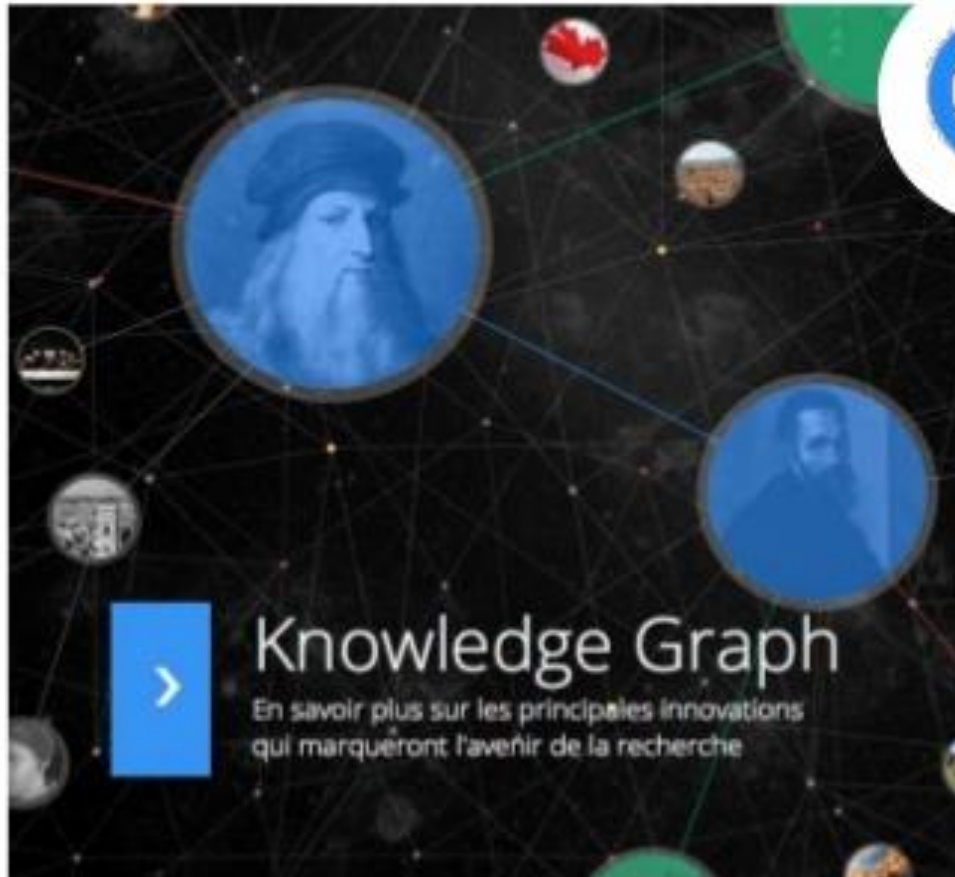 Knowledge Graph
En savoir plus sur les principales innovations
qui marqueront l'avenir de la recherche